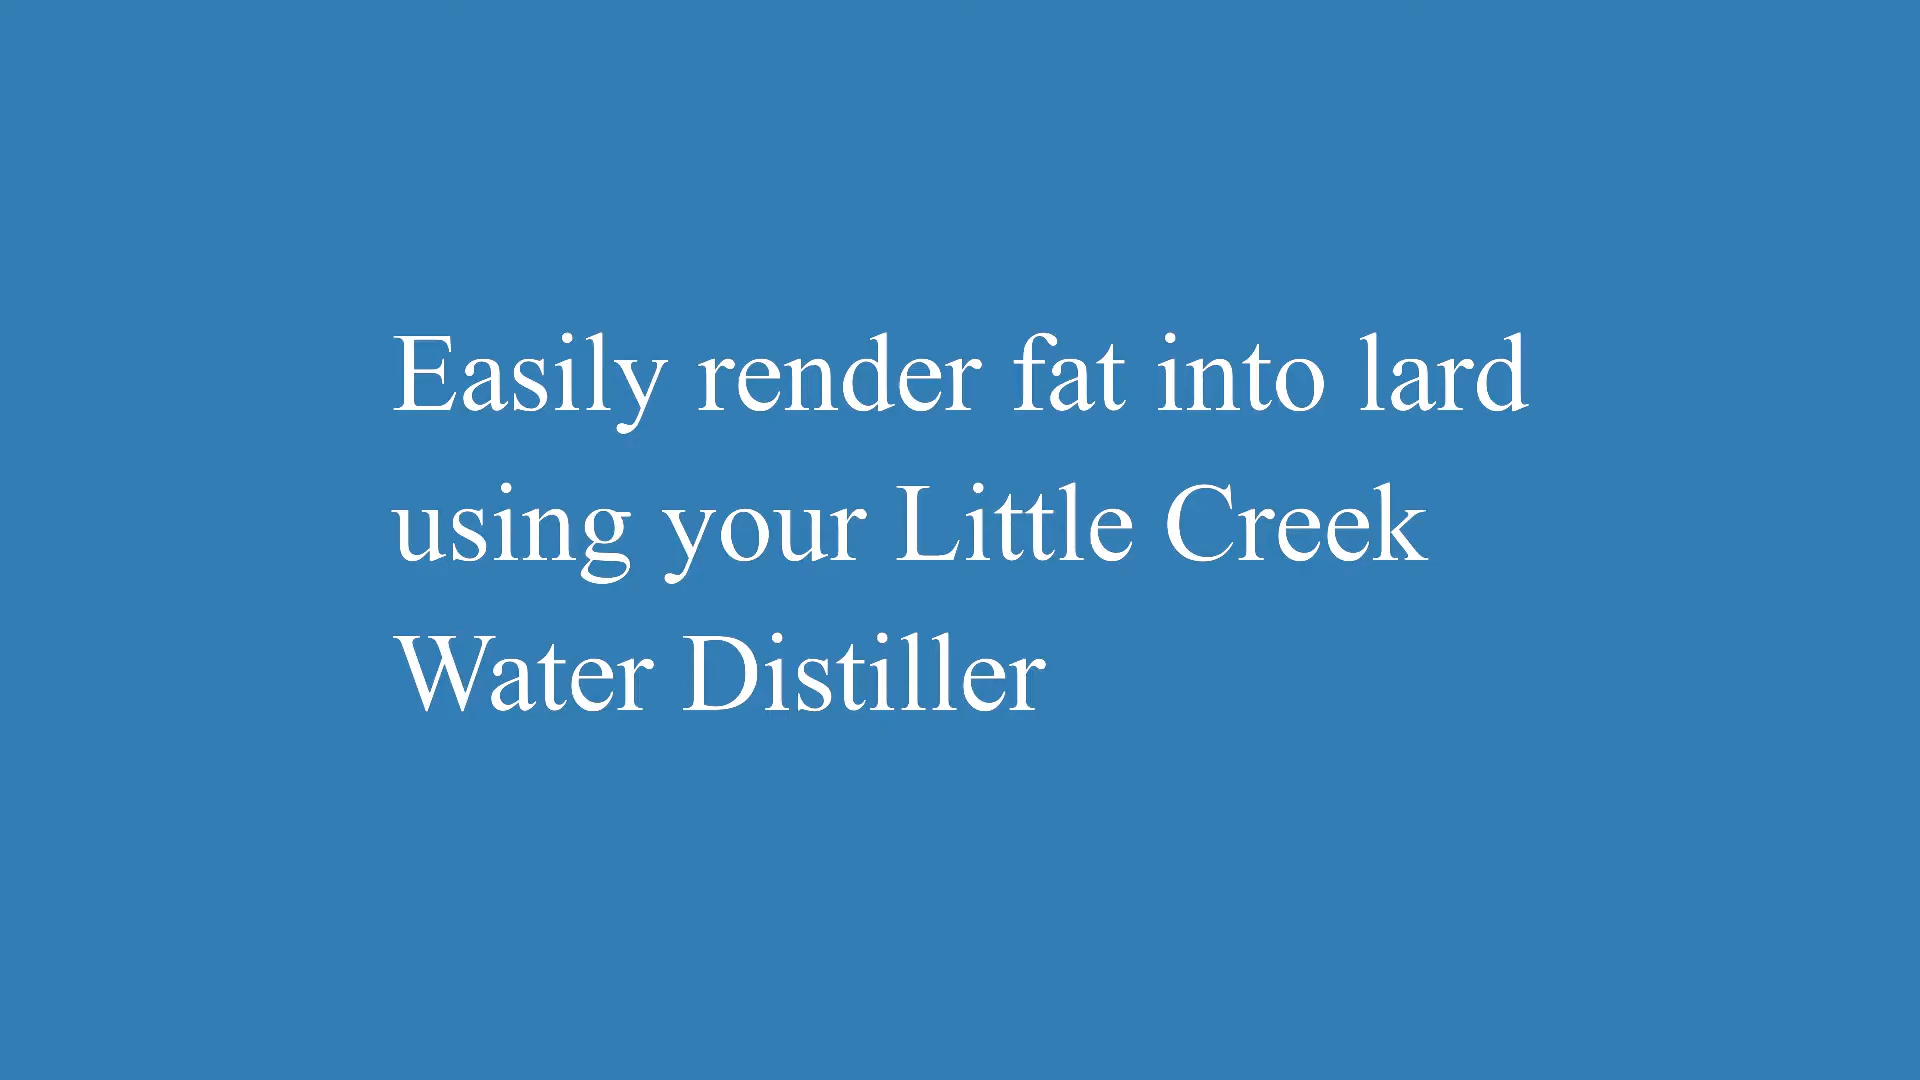 Easily render fat into lard
using your Little Creek
Water Distiller